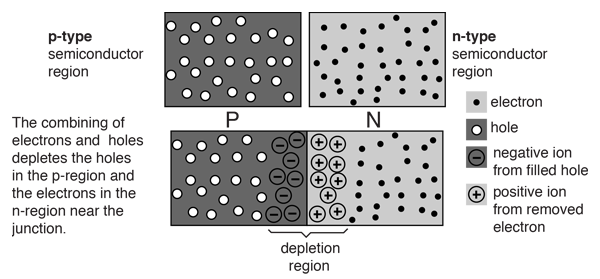 p-type
semiconductor
region
n-type
semiconductor
region
P
N
electron
hole
negative ion
from filled hole
positive ion
from removed
electron
The combining of
electrons and holes
depletes the holes
in the p-region and
the electrons in the
n-region near the
junction.
depletion
region